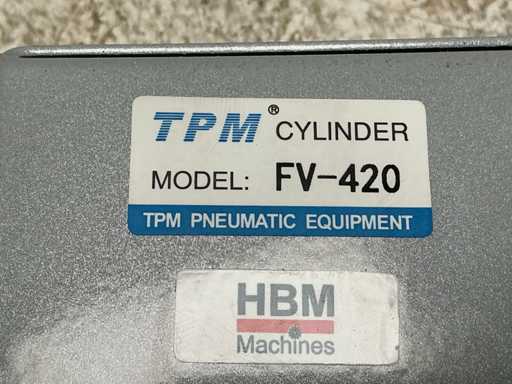 TPM® CYLINDER
MODEL: FV-420
TPM PNEUMATIC EQUIPMENT
HBM
Machines